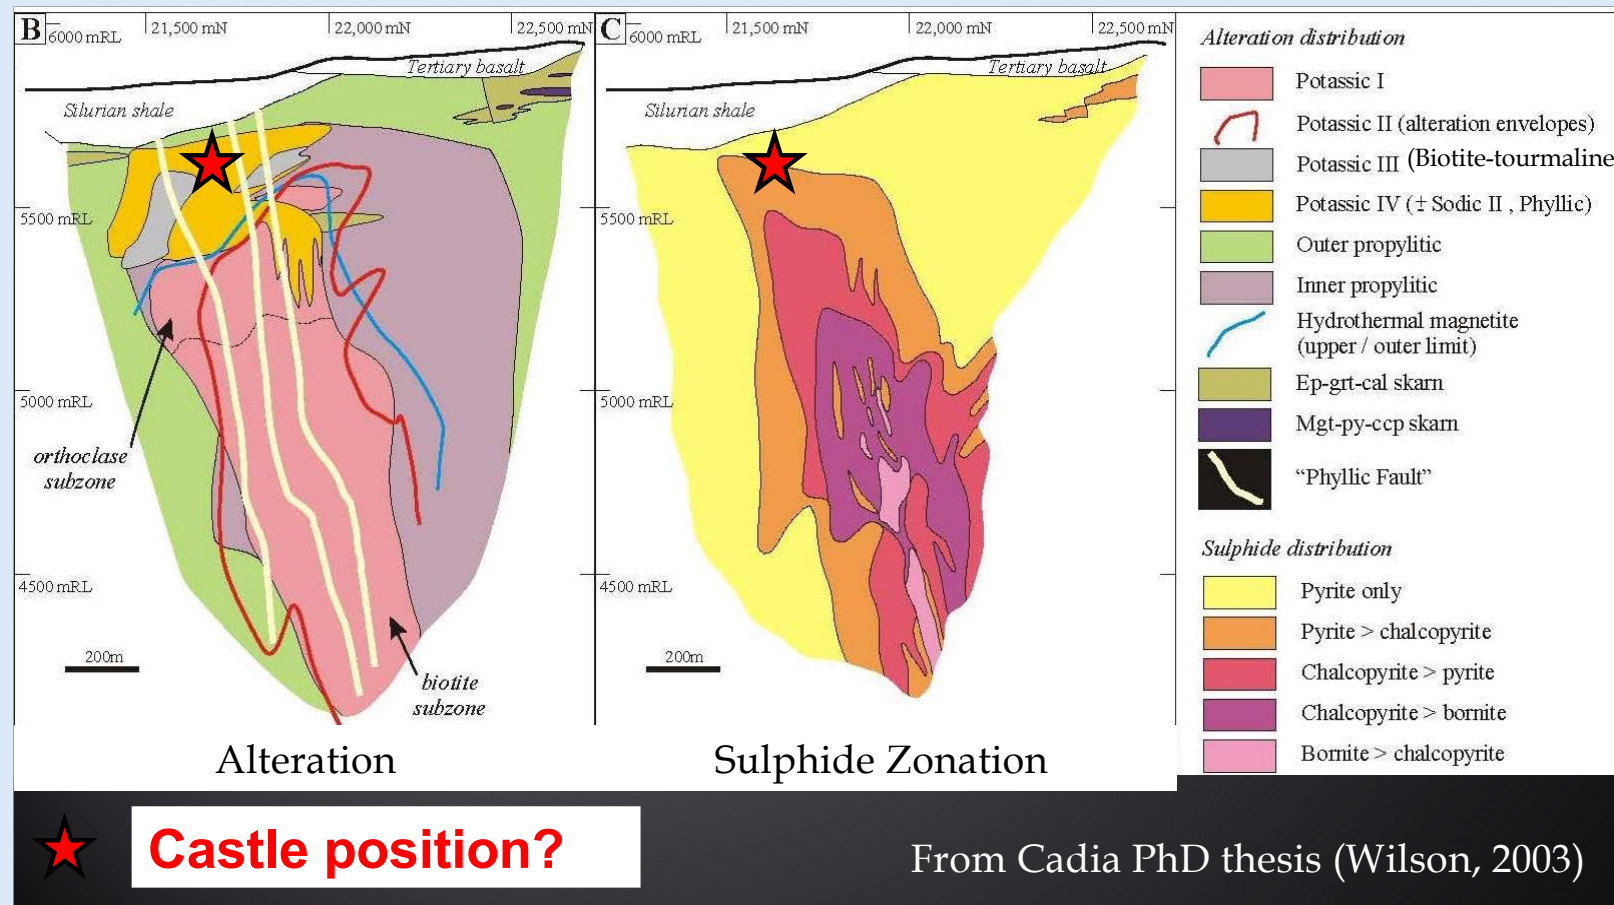 B
6000 mRL
21,500 mN
22,000 mN
22,500 mN
Tertiary basalt
Silurian shale
5500 mRL
5000 mRL
orthoclase
subzone
4500 mRL
200m
biotite
subzone
Alteration
C
6000 mRL
21,500 mN
22,000 mN
22,500 mN
Tertiary basalt
Silurian shale
5500 mRL
5000 mRL
4500 mRL
200m
Sulphide Zonation
Alteration distribution
Potassic I
Potassic II (alteration envelopes)
Potassic III (Biotite-tourmaline
Potassic IV (± Sodic II , Phyllic)
Outer propylitic
Inner propylitic
Hydrothermal magnetite
(upper / outer limit)
Ep-grt-cal skarn
Mgt-py-ccp skarn
“Phyllic Fault”
Sulphide distribution
Pyrite only
Pyrite > chalcopyrite
Chalcopyrite > pyrite
Chalcopyrite > bornite
Bornite > chalcopyrite
Castle position?
From Cadia PhD thesis (Wilson, 2003)